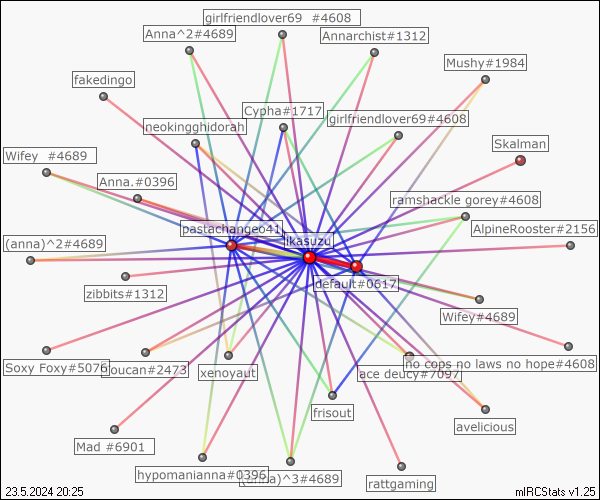 girlfriendlover69 #4608
Anna^2#4689
Annarchist#1312
Mushy#1984
fakedingo
Cypha#1717
girlfriendlover69#4608
neokingghidorah
Skalman
Wifey #4689
Anna.#0396
ramshackle gorey#4608
pastachangeo41
AlpineRooster#2156
(anna)^2#4689
ikasuzu
default#0617
zibbits#1312
Wifey#4689
Soxy Foxy#5076
toucan#2473
xenoyaut
no cops no laws no hope#4608
ace deucy#7097
frisout
avelicious
Mad #6901
hypomanianna#0396
(anna)^3#4689
rattgaming
23.5.2024 20:25
mIRCStats v1.25